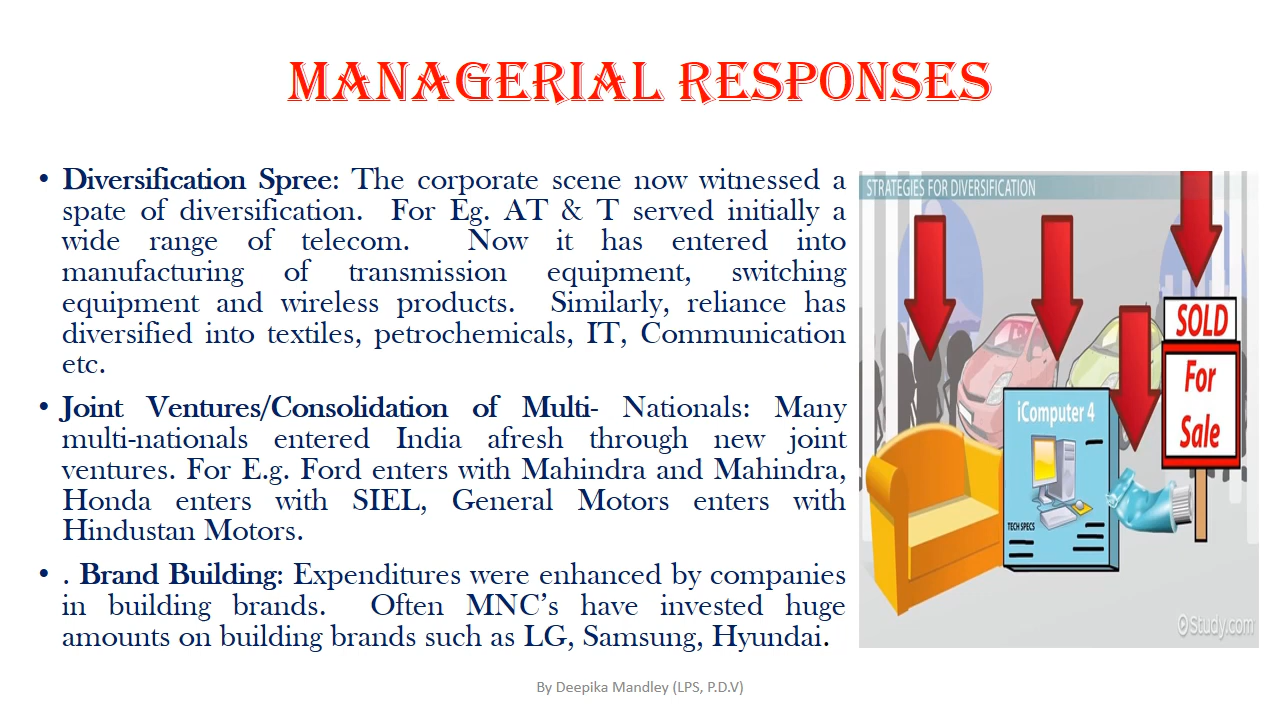 MANAGERIAL RESPONSES
• Diversification Spree: The corporate scene now witnessed a
spate of diversification. For Eg. AT & T served initially a
wide range of telecom. Now it has entered into
manufacturing of transmission equipment, switching
equipment and wireless products. Similarly, reliance has
diversified into textiles, petrochemicals, IT, Communication
etc.
• Joint Ventures/Consolidation of Multi- Nationals: Many
multi-nationals entered India afresh through new joint
ventures. For E.g. Ford enters with Mahindra and Mahindra,
Honda enters with SIEL, General Motors enters with
Hindustan Motors.
• . Brand Building: Expenditures were enhanced by companies
in building brands. Often MNC's have invested huge
amounts on building brands such as LG, Samsung, Hyundai.
STRATEGIES FOR DIVERSIFICATION
SOLD
For
Sale
iComputer 4
TECH SPECS
Study.com
By Deepika Mandley (LPS, P.D.V)